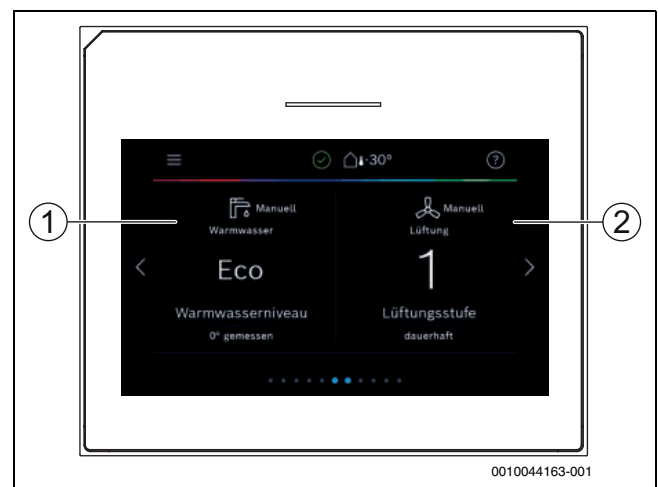 -30°
?
Manuell
Warmwasser
Manuell
Lüftung
1
2
Eco
1
Warmwasserniveau
Lüftungsstufe
0° gemessen
dauerhaft
0010044163-001